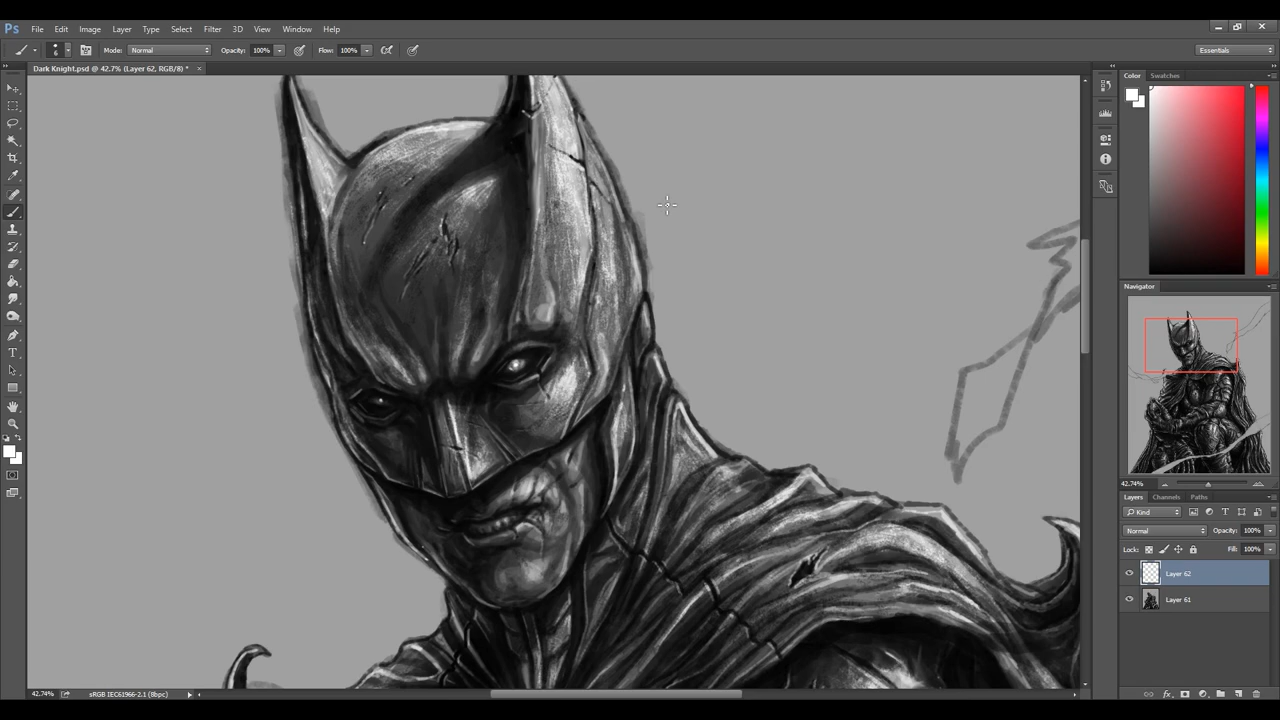 Ps File Edit Image Layer Type Select Filter 3D View Window Help
6 Mode: Normal Opacity: 100% Flow: 100% Essentials
Dark Knight.psd @ 42.7% (Layer 62, RGB/8) * ×
Color Swatches
Navigator
42.74%
Layers Channels Paths
Kind
Normal Opacity: 100%
Lock: Fill: 100%
Layer 62
Layer 61
42.74% sRGB IEC61966-2.1 (8bpc)
fx